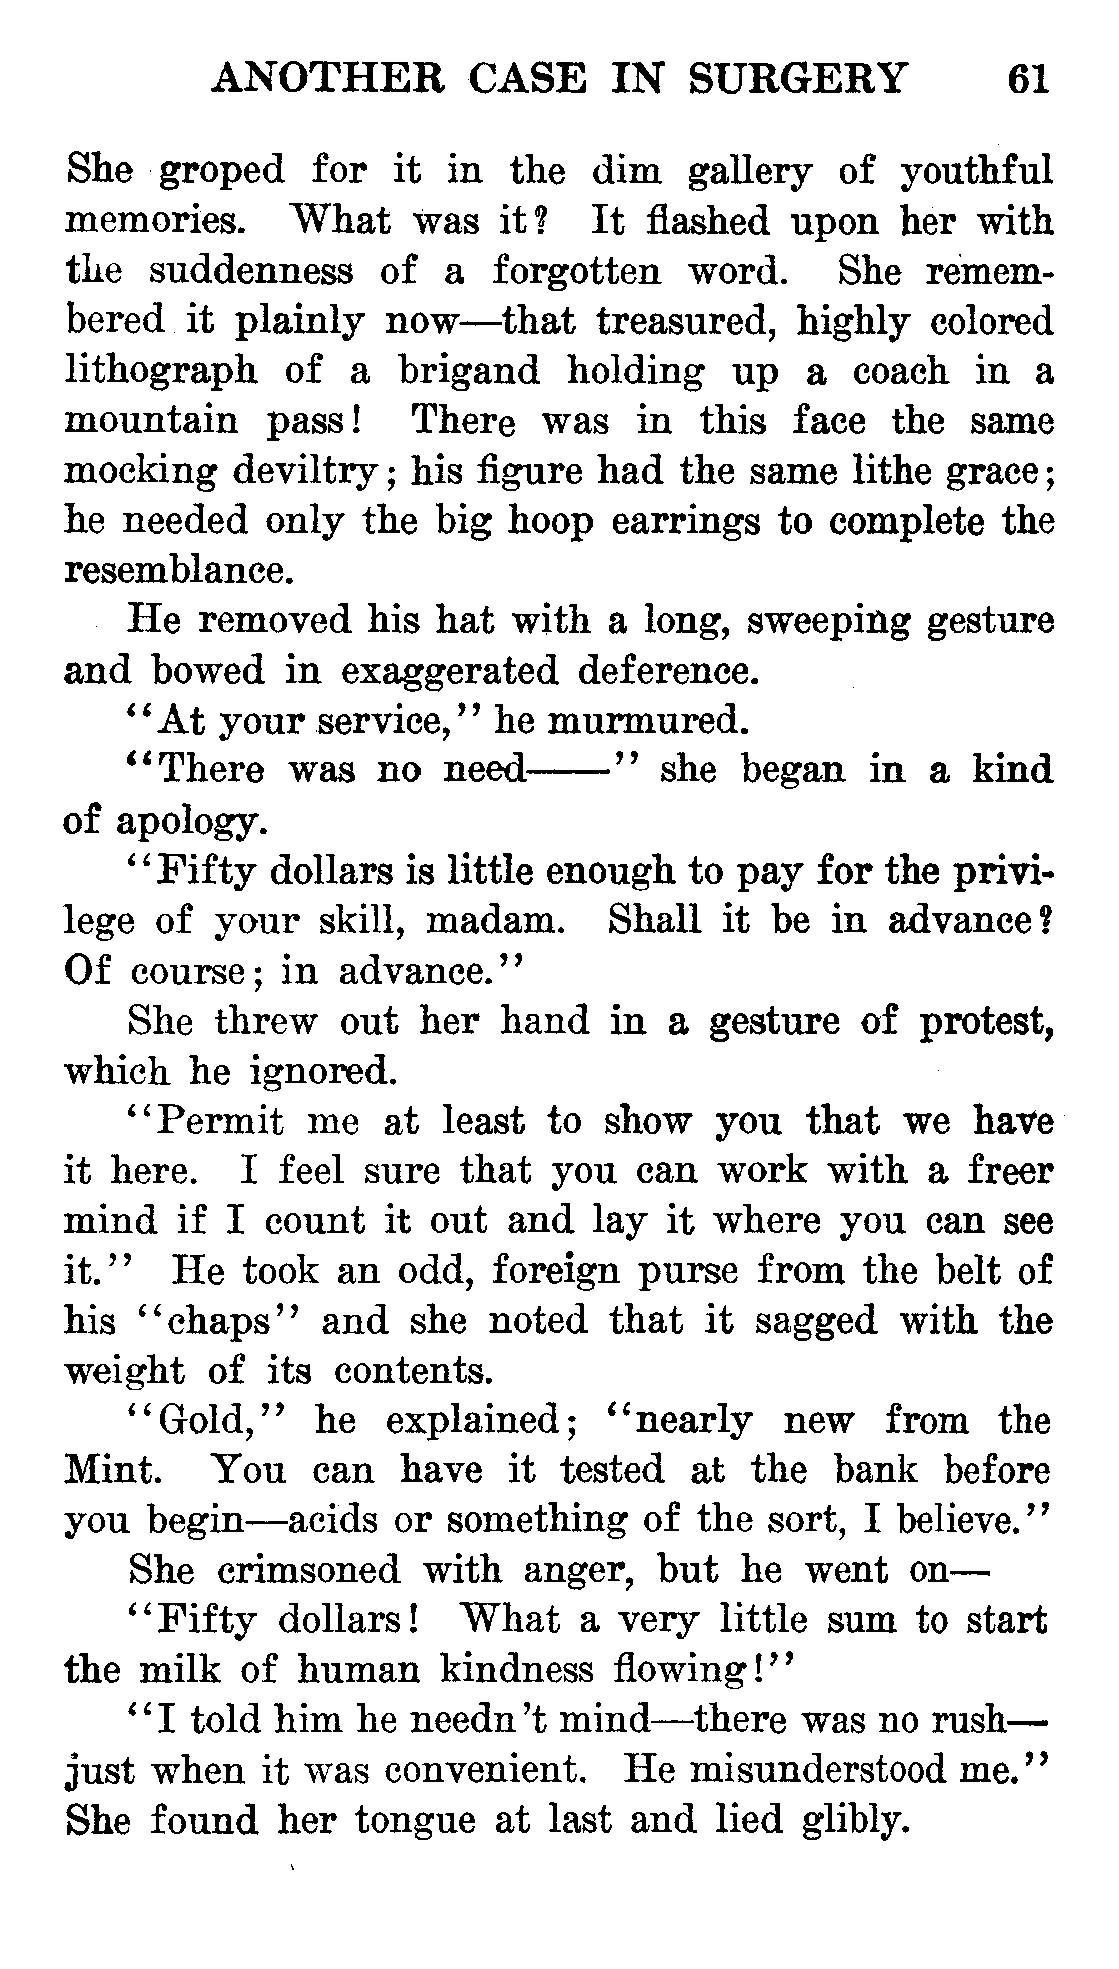 ANOTHER CASE IN SURGERY 61
She groped for it in the dim gallery of youthful
memories. What was it? It flashed upon her with
the suddenness of a forgotten word. She remem-
bered it plainly now—that treasured, highly colored
lithograph of a brigand holding up a coach in a
mountain pass! There was in this face the same
mocking deviltry; his figure had the same lithe grace;
he needed only the big hoop earrings to complete the
resemblance.
He removed his hat with a long, sweeping gesture
and bowed in exaggerated deference.
"At your service," he murmured.
"There was no need——" she began in a kind
of apology.
"Fifty dollars is little enough to pay for the privi-
lege of your skill, madam. Shall it be in advance?
Of course; in advance."
She threw out her hand in a gesture of protest,
which he ignored.
"Permit me at least to show you that we have
it here. I feel sure that you can work with a freer
mind if I count it out and lay it where you can see
it." He took an odd, foreign purse from the belt of
his "chaps" and she noted that it sagged with the
weight of its contents.
"Gold," he explained; "nearly new from the
Mint. You can have it tested at the bank before
you begin—acids or something of the sort, I believe."
She crimsoned with anger, but he went on—
"Fifty dollars! What a very little sum to start
the milk of human kindness flowing!"
"I told him he needn't mind—there was no rush—
just when it was convenient. He misunderstood me."
She found her tongue at last and lied glibly.